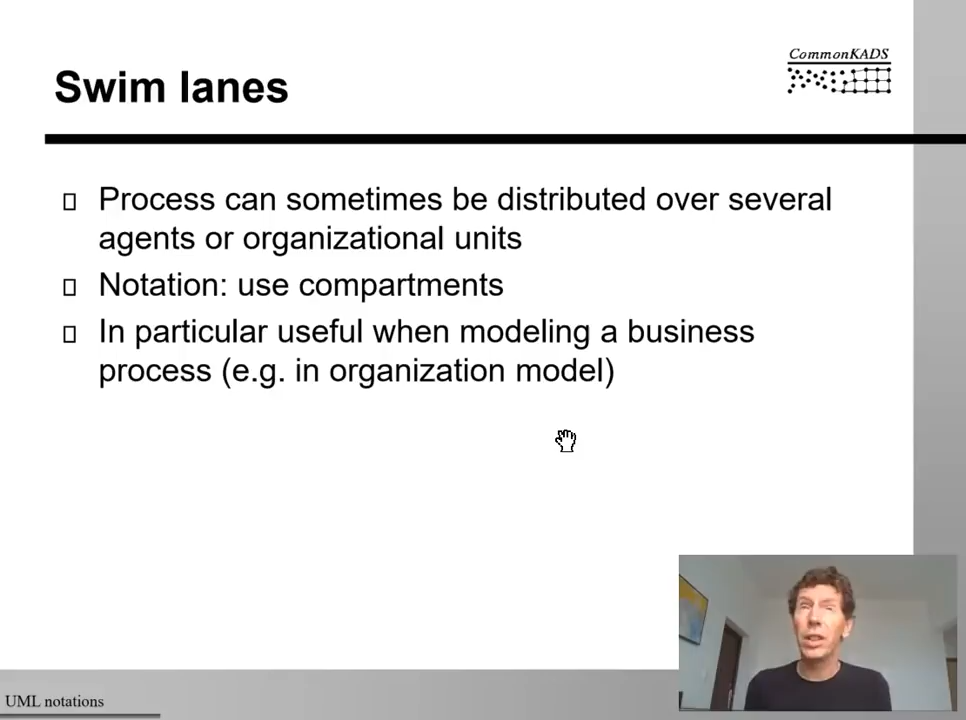 CommonKADS
Swim lanes
Process can sometimes be distributed over several
agents or organizational units
Notation: use compartments
In particular useful when modeling a business
process (e.g. in organization model)
UML notations